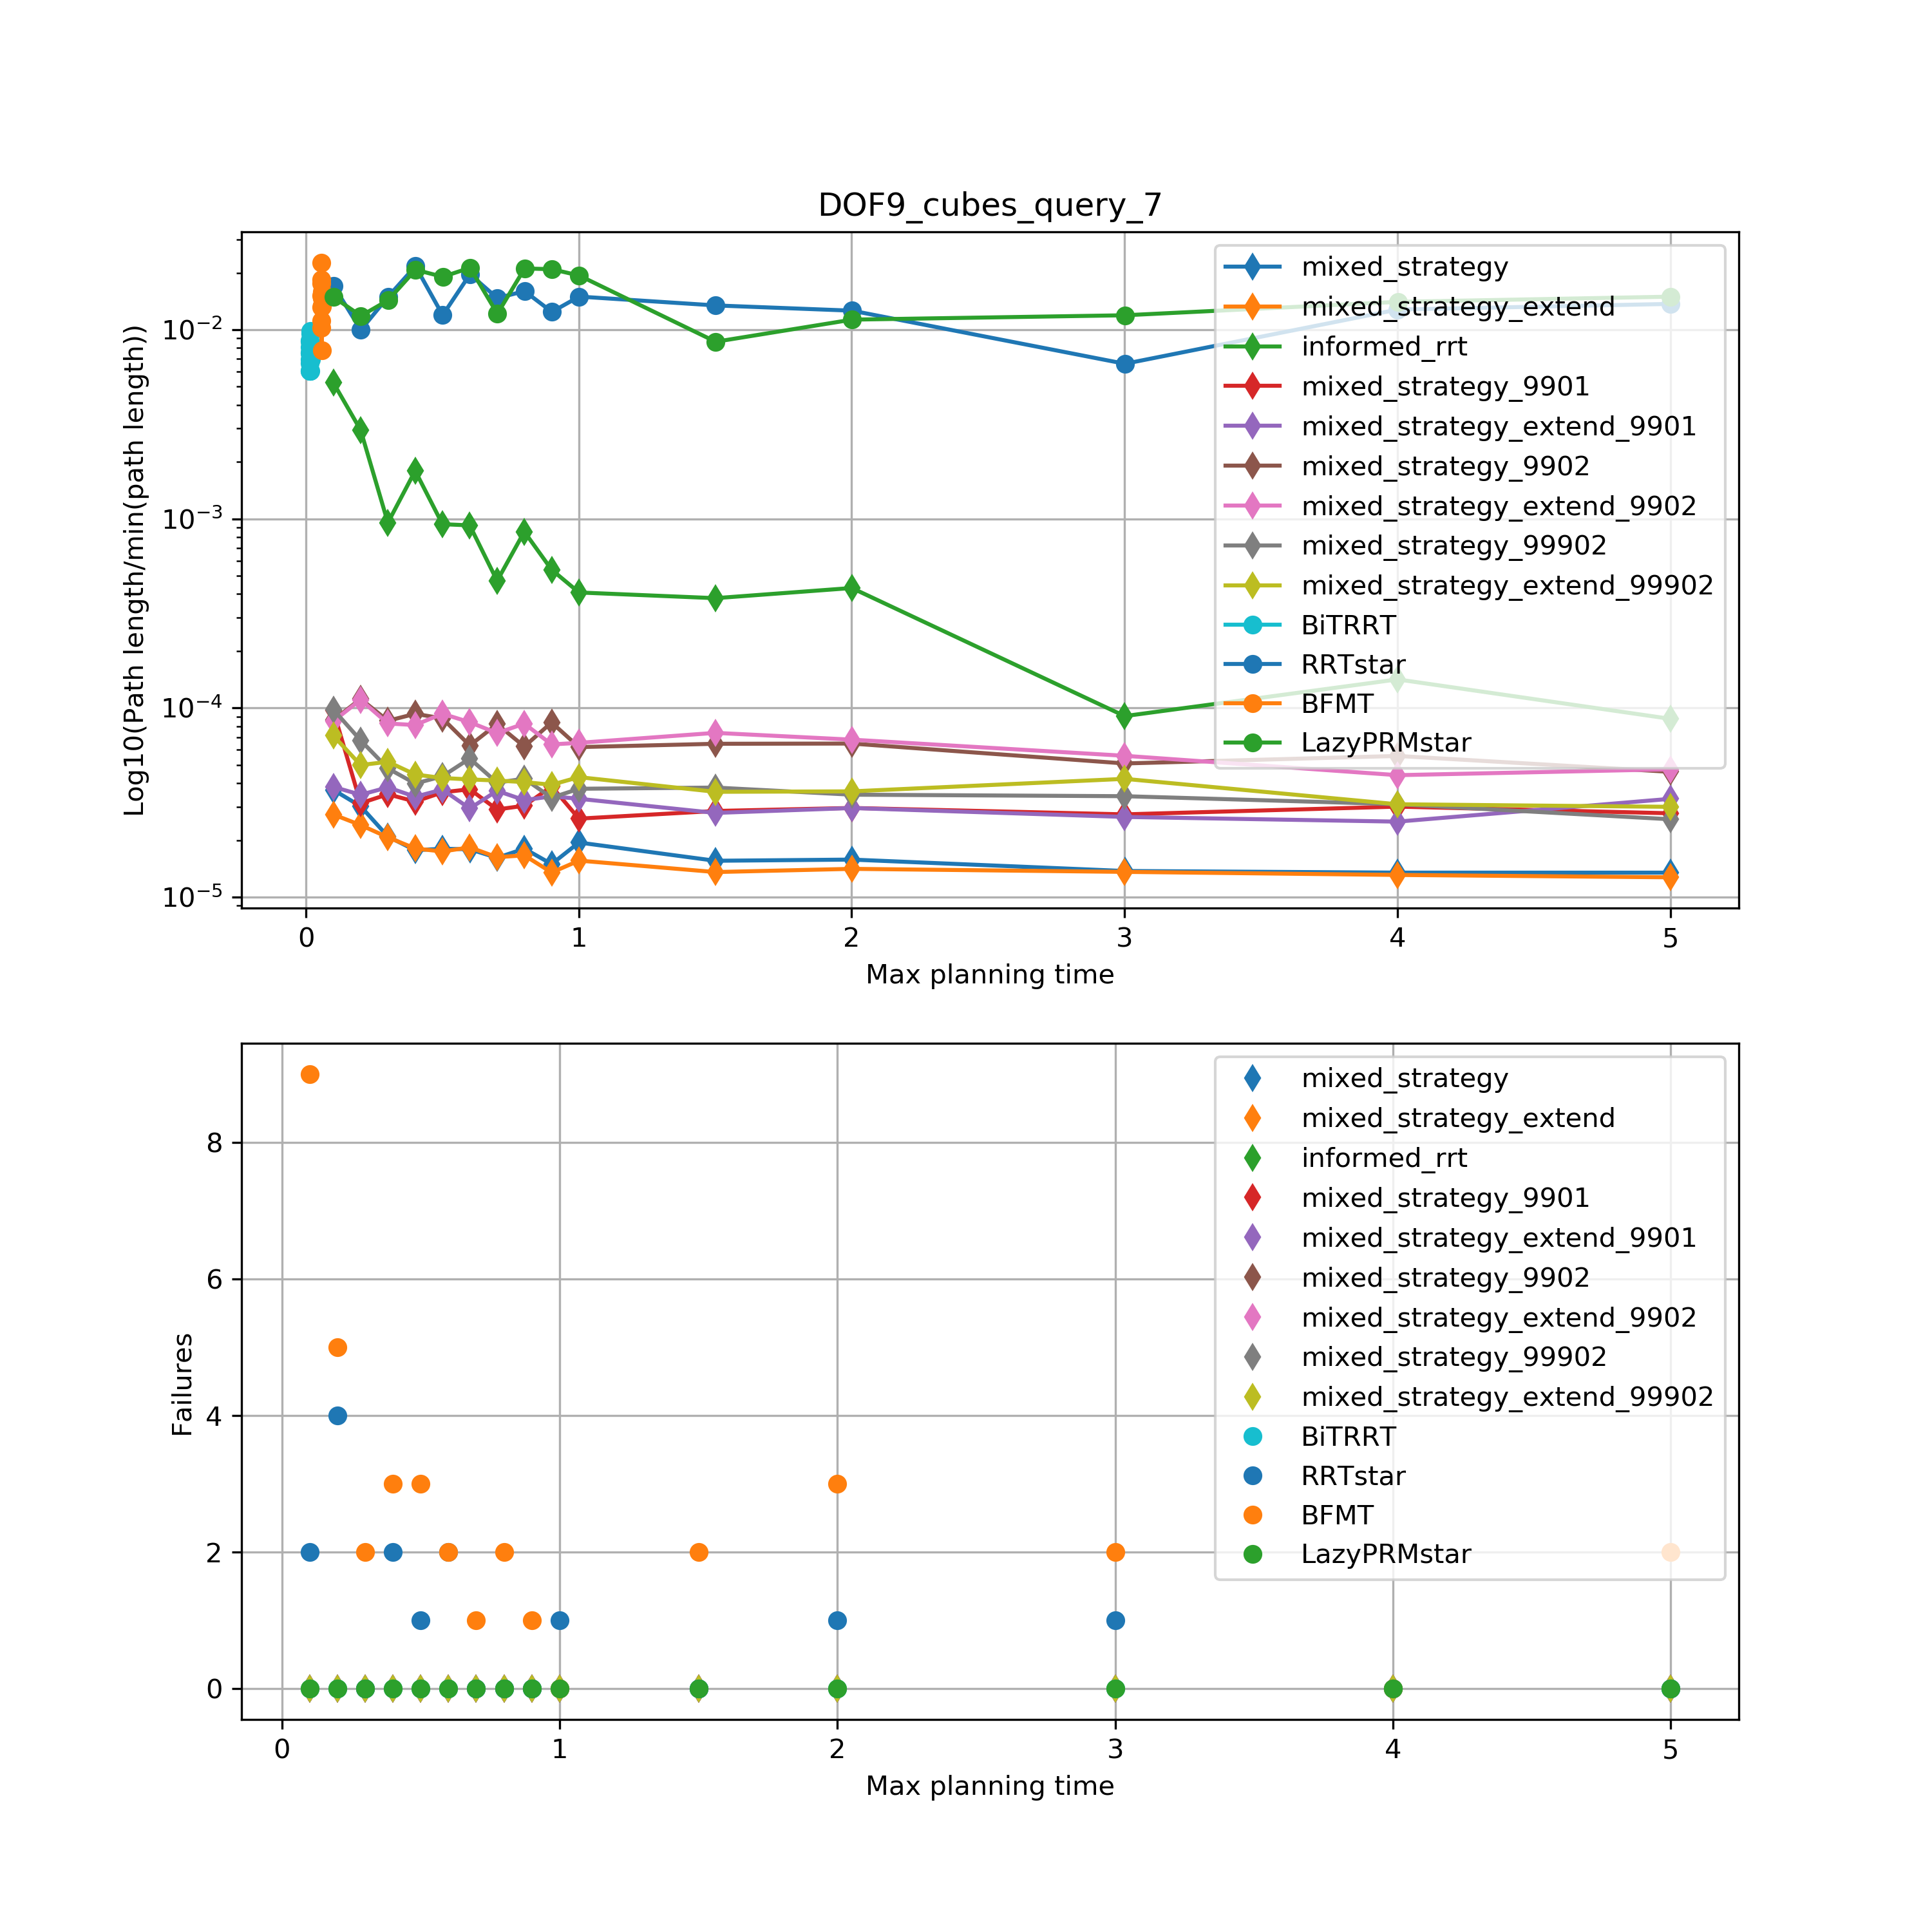 DOF9_cubes_query_7
Log10(Path length/min(path length))
10⁻²
10⁻³
10⁻⁴
10⁻⁵
mixed_strategy
mixed_strategy_extend
informed_rrt
mixed_strategy_9901
mixed_strategy_extend_9901
mixed_strategy_9902
mixed_strategy_extend_9902
mixed_strategy_99902
mixed_strategy_extend_99902
BiTRRT
RRTstar
BFMT
LazyPRMstar
0 1 2 3 4 5
Max planning time
Failures
8
6
4
2
0
mixed_strategy
mixed_strategy_extend
informed_rrt
mixed_strategy_9901
mixed_strategy_extend_9901
mixed_strategy_9902
mixed_strategy_extend_9902
mixed_strategy_99902
mixed_strategy_extend_99902
BiTRRT
RRTstar
BFMT
LazyPRMstar
0 1 2 3 4 5
Max planning time